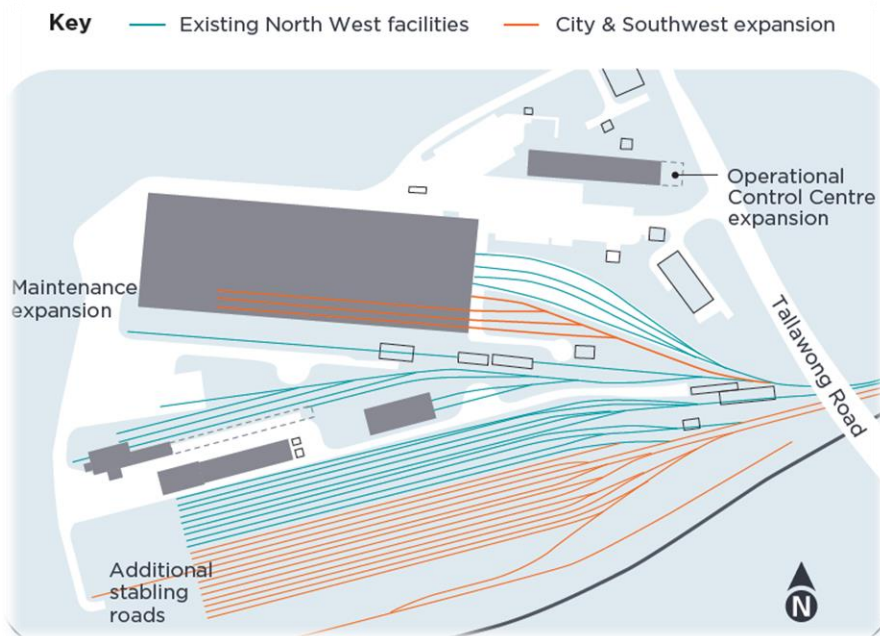 Key
Existing North West facilities
City & Southwest expansion
Operational
Control Centre
expansion
Maintenance
expansion
Tallawong Road
Additional
stabling
roads
N